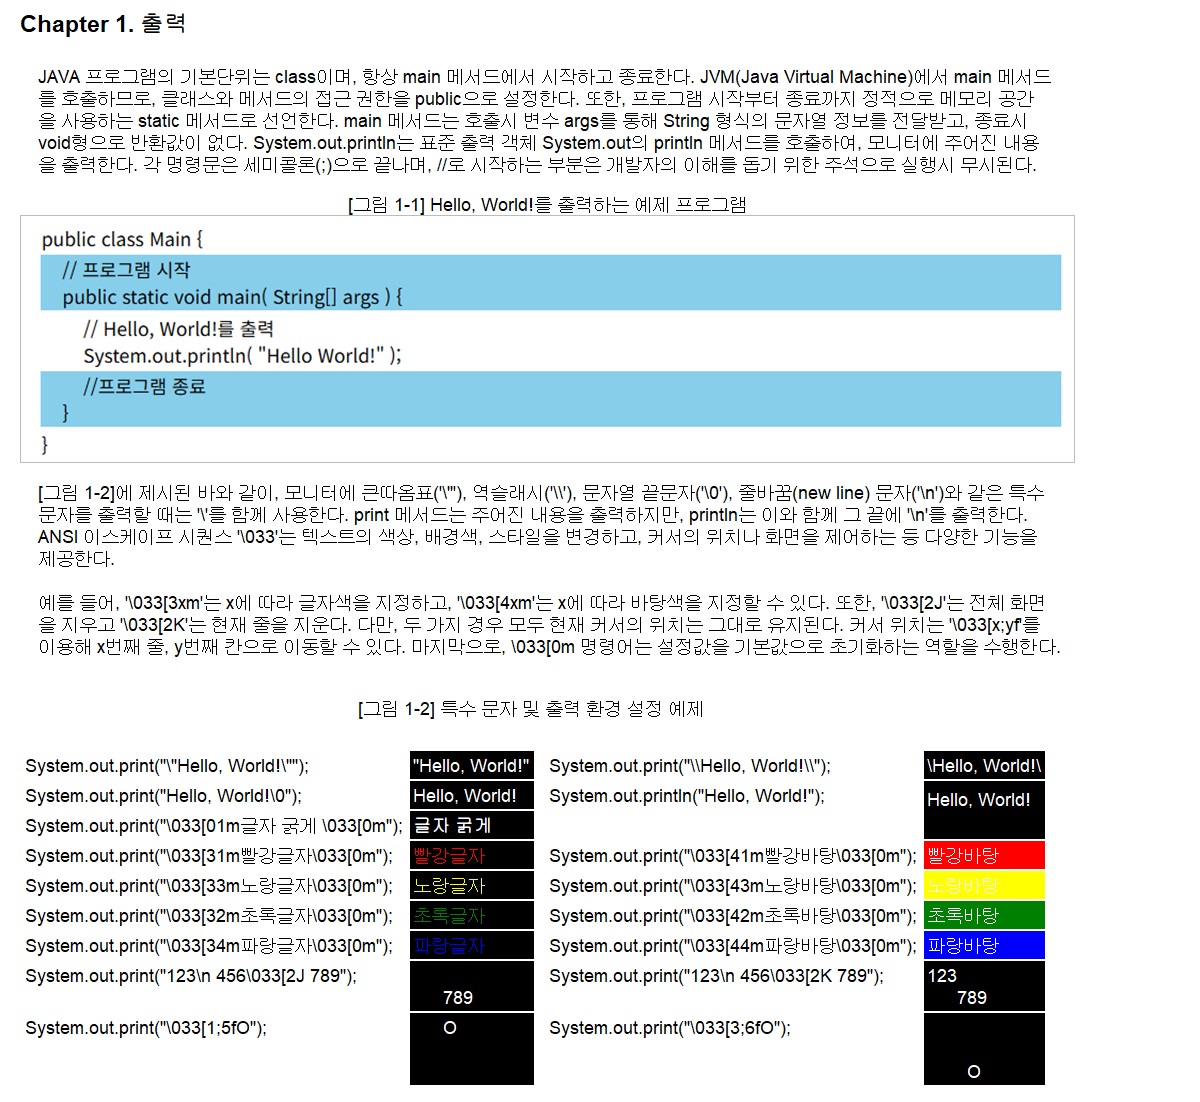 Chapter 1. 출력
JAVA 프로그램의 기본단위는 class이며, 항상 main 메서드에서 시작하고 종료한다. JVM(Java Virtual Machine)에서 main 메서드
를 호출하므로, 클래스와 메서드의 접근 권한을 public으로 설정한다. 또한, 프로그램 시작부터 종료까지 정적으로 메모리 공간
을 사용하는 static 메서드로 선언한다. main 메서드는 호출시 변수 args를 통해 String 형식의 문자열 정보를 전달받고, 종료시
void형으로 반환값이 없다. System.out.println는 표준 출력 객체 System.out의 println 메서드를 호출하여, 모니터에 주어진 내용
을 출력한다. 각 명령문은 세미콜론(;)으로 끝나며, //로 시작하는 부분은 개발자의 이해를 돕기 위한 주석으로 실행시 무시된다.
[그림 1-1] Hello, World!를 출력하는 예제 프로그램
public class Main {
// 프로그램 시작
public static void main( String[] args ) {
// Hello, World!를 출력
System.out.println( "Hello World!" );
//프로그램 종료
}
}
[그림 1-2]에 제시된 바와 같이, 모니터에 큰따옴표('\"'), 역슬래시('\\'), 문자열 끝문자('\0'), 줄바꿈(new line) 문자('\n')와 같은 특수
문자를 출력할 때는 '\'를 함께 사용한다. print 메서드는 주어진 내용을 출력하지만, println는 이와 함께 그 끝에 '\n'를 출력한다.
ANSI 이스케이프 시퀀스 '\033'는 텍스트의 색상, 배경색, 스타일을 변경하고, 커서의 위치나 화면을 제어하는 등 다양한 기능을
제공한다.
예를 들어, '\033[3xm'는 x에 따라 글자색을 지정하고, '\033[4xm'는 x에 따라 바탕색을 지정할 수 있다. 또한, '\033[2J'는 전체 화면
을 지우고 '\033[2K'는 현재 줄을 지운다. 다만, 두 가지 경우 모두 현재 커서의 위치는 그대로 유지된다. 커서 위치는 '\033[x;yf'를
이용해 x번째 줄, y번째 칸으로 이동할 수 있다. 마지막으로, \033[0m 명령어는 설정값을 기본값으로 초기화하는 역할을 수행한다.
[그림 1-2] 특수 문자 및 출력 환경 설정 예제
System.out.print("\"Hello, World!\""); "Hello, World!" System.out.print("\\Hello, World!\\"); \Hello, World!\
System.out.print("Hello, World!\0"); Hello, World! System.out.println("Hello, World!"); Hello, World!
System.out.print("\033[01m글자 굵게 \033[0m"); 글자 굵게
System.out.print("\033[31m빨강글자\033[0m"); 빨강글자 System.out.print("\033[41m빨강바탕\033[0m"); 빨강바탕
System.out.print("\033[33m노랑글자\033[0m"); 노랑글자 System.out.print("\033[43m노랑바탕\033[0m"); 노랑바탕
System.out.print("\033[32m초록글자\033[0m"); 초록글자 System.out.print("\033[42m초록바탕\033[0m"); 초록바탕
System.out.print("\033[34m파랑글자\033[0m"); 파랑글자 System.out.print("\033[44m파랑바탕\033[0m"); 파랑바탕
System.out.print("123\n 456\033[2J 789"); System.out.print("123\n 456\033[2K 789"); 123
789 789
System.out.print("\033[1;5fO"); O System.out.print("\033[3;6fO");
O